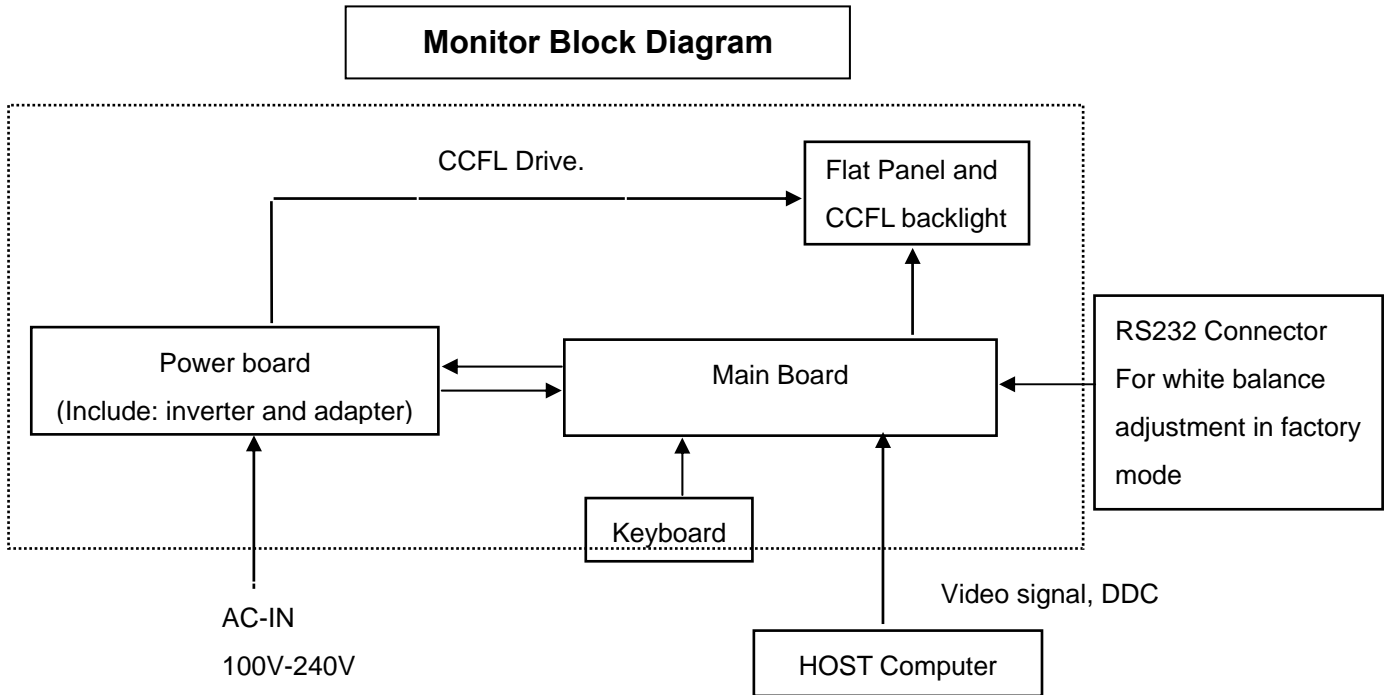 Monitor Block Diagram
CCFL Drive.
Flat Panel and
CCFL backlight
Power board
(Include: inverter and adapter)
Main Board
RS232 Connector
For white balance
adjustment in factory
mode
Keyboard
AC-IN
100V-240V
Video signal, DDC
HOST Computer